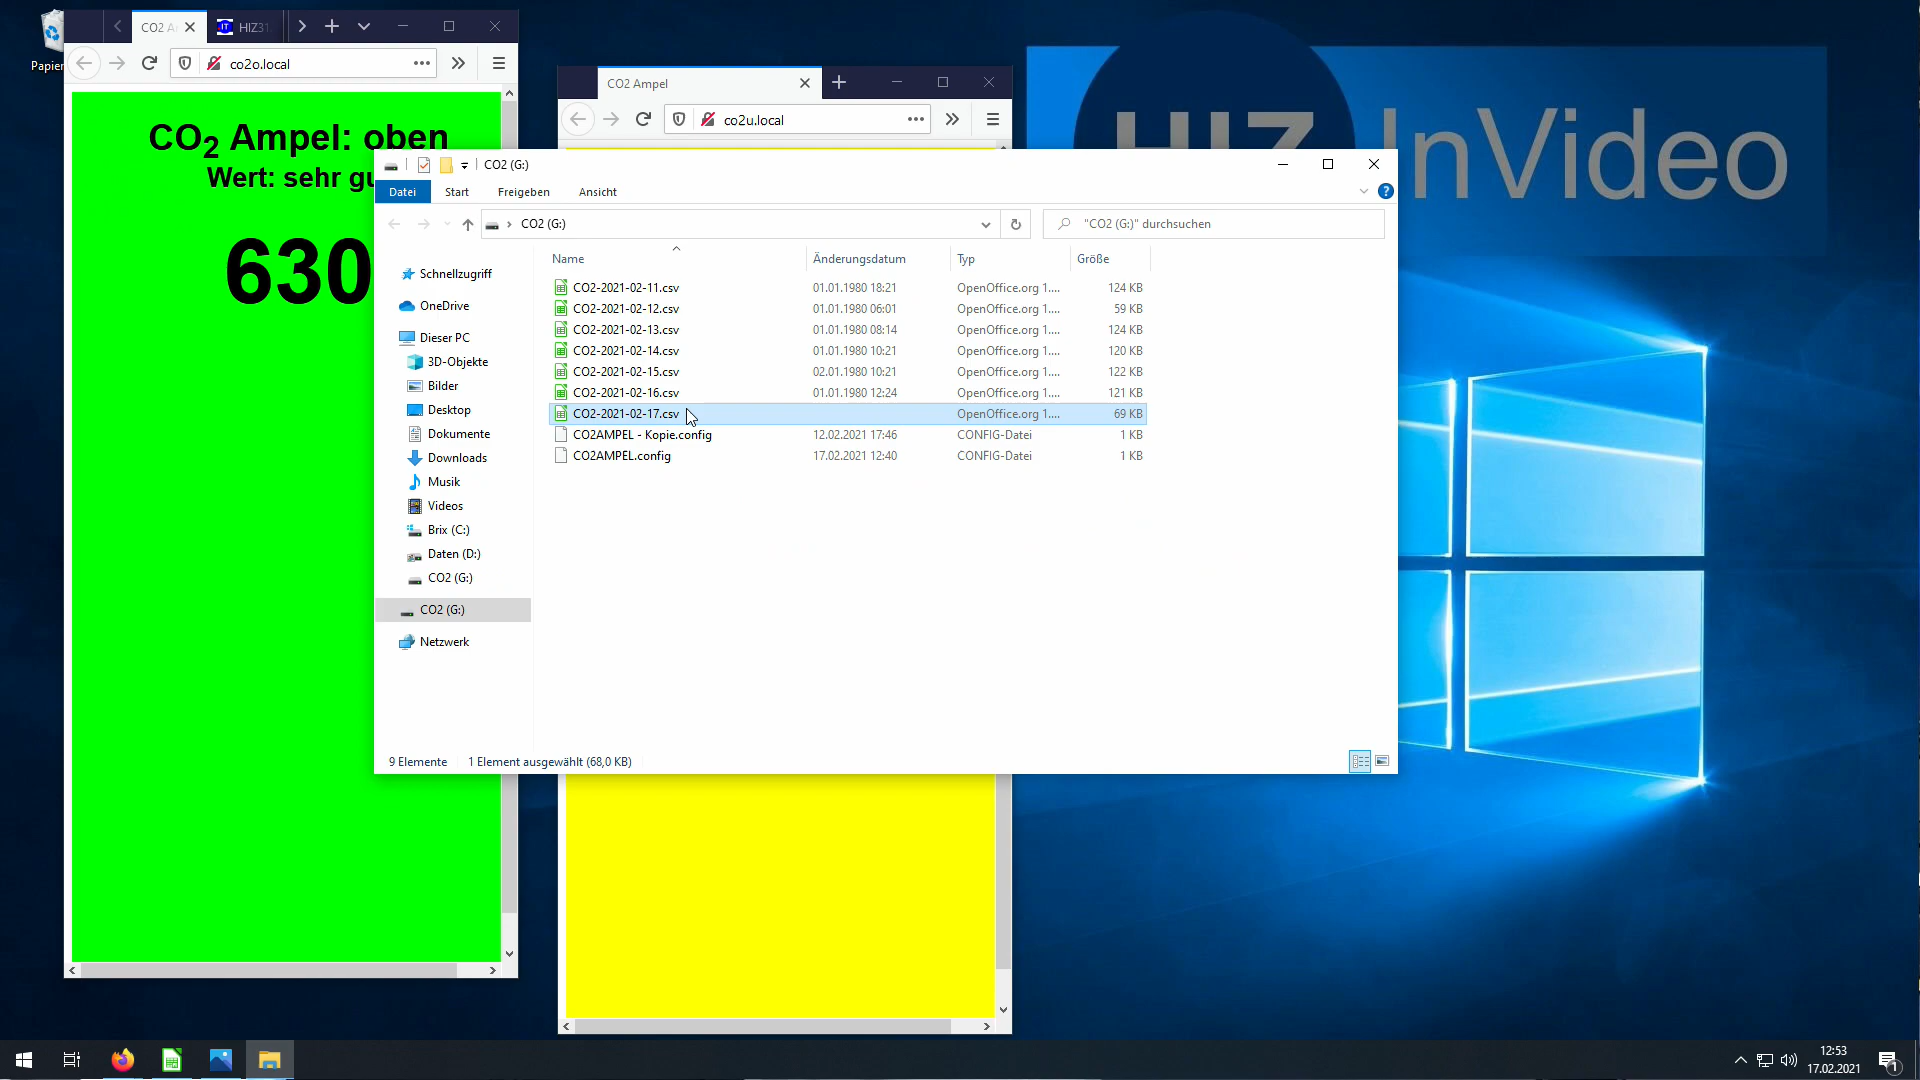 Papier
CO2 A
HIZ31
co2o.local
CO2 Ampel: oben
Wert: sehr gu
630
CO2 Ampel
co2u.local
HIZ InVideo
CO2 (G:)
Datei
Start
Freigeben
Ansicht
CO2 (G:)
"CO2 (G:)" durchsuchen
Schnellzugriff
OneDrive
Dieser PC
3D-Objekte
Bilder
Desktop
Dokumente
Downloads
Musik
Videos
Brix (C:)
Daten (D:)
CO2 (G:)
CO2 (G:)
Netzwerk
Name Änderungsdatum Typ Größe
CO2-2021-02-11.csv 01.01.1980 18:21 OpenOffice.org 1.... 124 KB
CO2-2021-02-12.csv 01.01.1980 06:01 OpenOffice.org 1.... 59 KB
CO2-2021-02-13.csv 01.01.1980 08:14 OpenOffice.org 1.... 124 KB
CO2-2021-02-14.csv 01.01.1980 10:21 OpenOffice.org 1.... 120 KB
CO2-2021-02-15.csv 02.01.1980 10:21 OpenOffice.org 1.... 122 KB
CO2-2021-02-16.csv 01.01.1980 12:24 OpenOffice.org 1.... 121 KB
CO2-2021-02-17.csv OpenOffice.org 1.... 69 KB
CO2AMPEL - Kopie.config 12.02.2021 17:46 CONFIG-Datei 1 KB
CO2AMPEL.config 17.02.2021 12:40 CONFIG-Datei 1 KB
9 Elemente 1 Element ausgewählt (68,0 KB)
12:53
17.02.2021
1